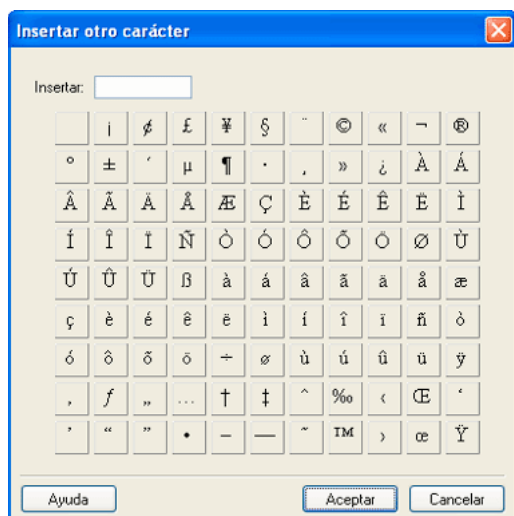 Insertar otro carácter
Insertar:
¡ ¢ £ ¥ § ¨ © « ¬ ®
° ± ´ µ ¶ · ¸ » ¿ À Á
Â Ã Ä Å Æ Ç È É Ê Ë Ì
Í Î Ï Ñ Ò Ó Ô Õ Ö Ø Ù
Ú Û Ü ß à á â ã ä å æ
ç è é ê ë ì í î ï ñ ò
ó ô õ ö ÷ ø ù ú û ü ÿ
‚ ƒ „ … † ‡ ˆ ‰ ‹ Œ ‘
’ “ ” • – — ˜ ™ › œ Ÿ
Ayuda Aceptar Cancelar